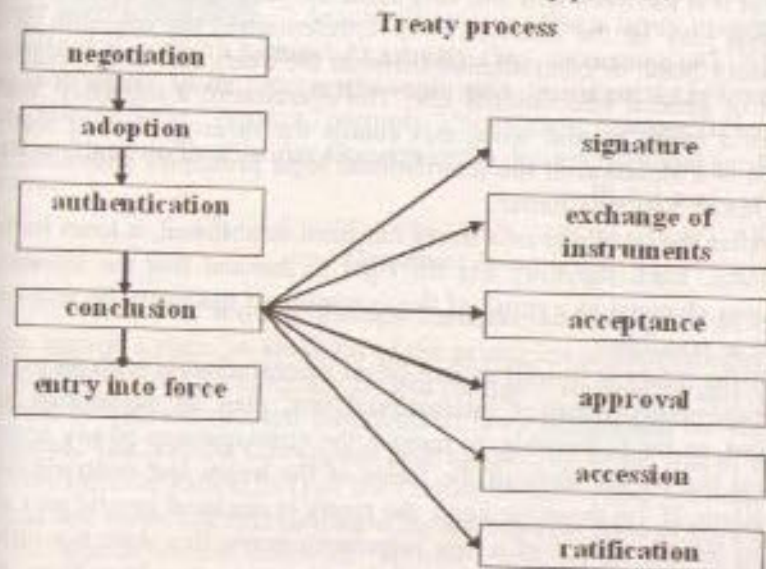 Treaty process
negotiation
adoption
authentication
conclusion
entry into force
signature
exchange of
instruments
acceptance
approval
accession
ratification